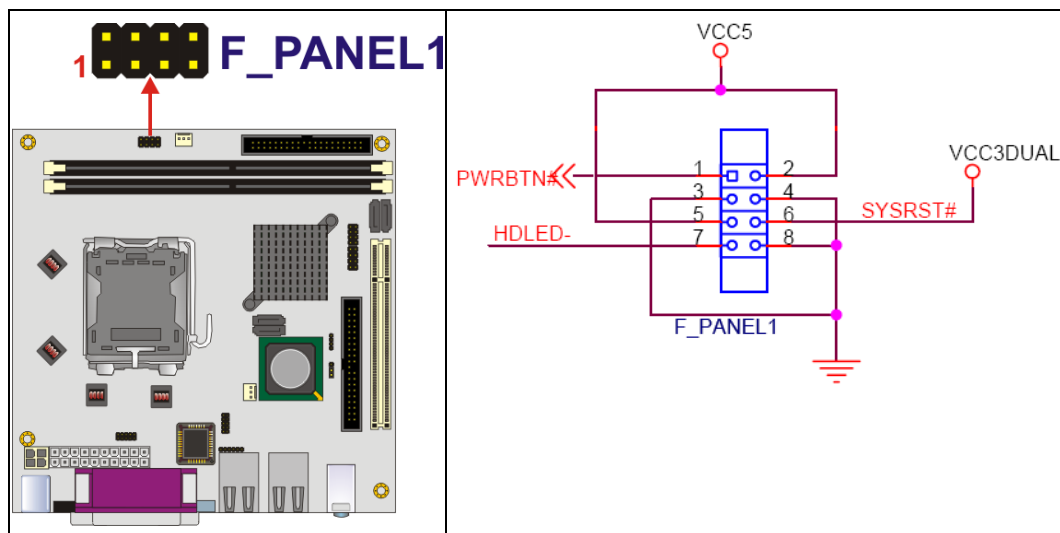 1
F_PANEL1
VCC5
PWRBTN#
1
2
VCC3DUAL
3
4
5
6
SYSRST#
HDLED-
7
8
F_PANEL1